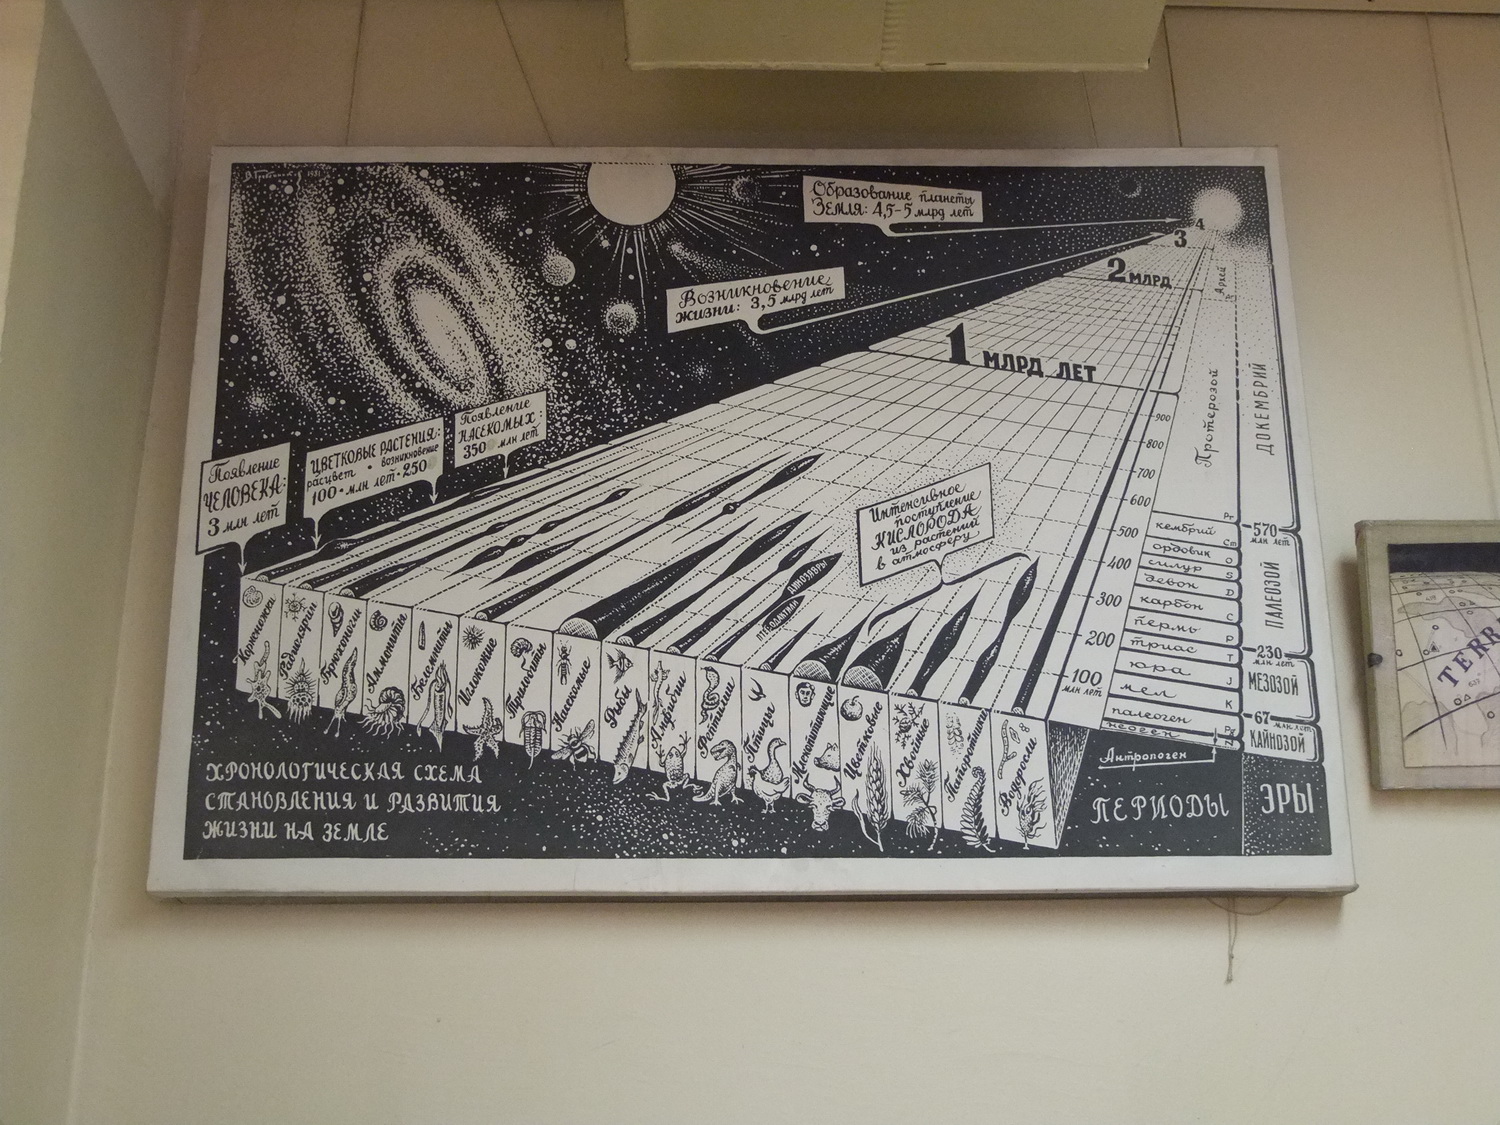 1981
Образование планеты
Земля: 4,5-5 млрд лет
Возникновение
жизни: 3,5 млрд лет
4
3
2 МЛРД
1 МЛРД ЛЕТ
Появление
НАСЕКОМЫХ:
350 млн лет
ЦВЕТКОВЫЕ РАСТЕНИЯ:
расцвет • возникновение
100 • млн лет • 250
Появление
ЧЕЛОВЕКА:
3 млн лет
Интенсивное
поступление
КИСЛОРОДА
из растений
в атмосферу
ДИНОЗАВРЫ
ПТЕРОДАКТИЛИ
900
800
700
600
500
400
300
200
100
млн лет
Архей
Протерозой
Pr
кембрий Cm
ордовик O
силур S
девон D
карбон C
пермь P
триас T
юра J
мел K
палеоген Pg
неоген N
Антропоген
ДОКЕМБРИЙ
570
млн лет
ПАЛЕОЗОЙ
230
млн лет
МЕЗОЗОЙ
67
млн лет
КАЙНОЗОЙ
Корненожки
Радиолярии
Брюхоногие
Аммониты
Белемниты
Иглокожие
Трилобиты
Насекомые
Рыбы
Амфибии
Рептилии
Птицы
Млекопитающие
Цветковые
Хвойные
Папоротники
Водоросли
ПЕРИОДЫ
ЭРЫ
ХРОНОЛОГИЧЕСКАЯ СХЕМА
СТАНОВЛЕНИЯ И РАЗВИТИЯ
ЖИЗНИ НА ЗЕМЛЕ